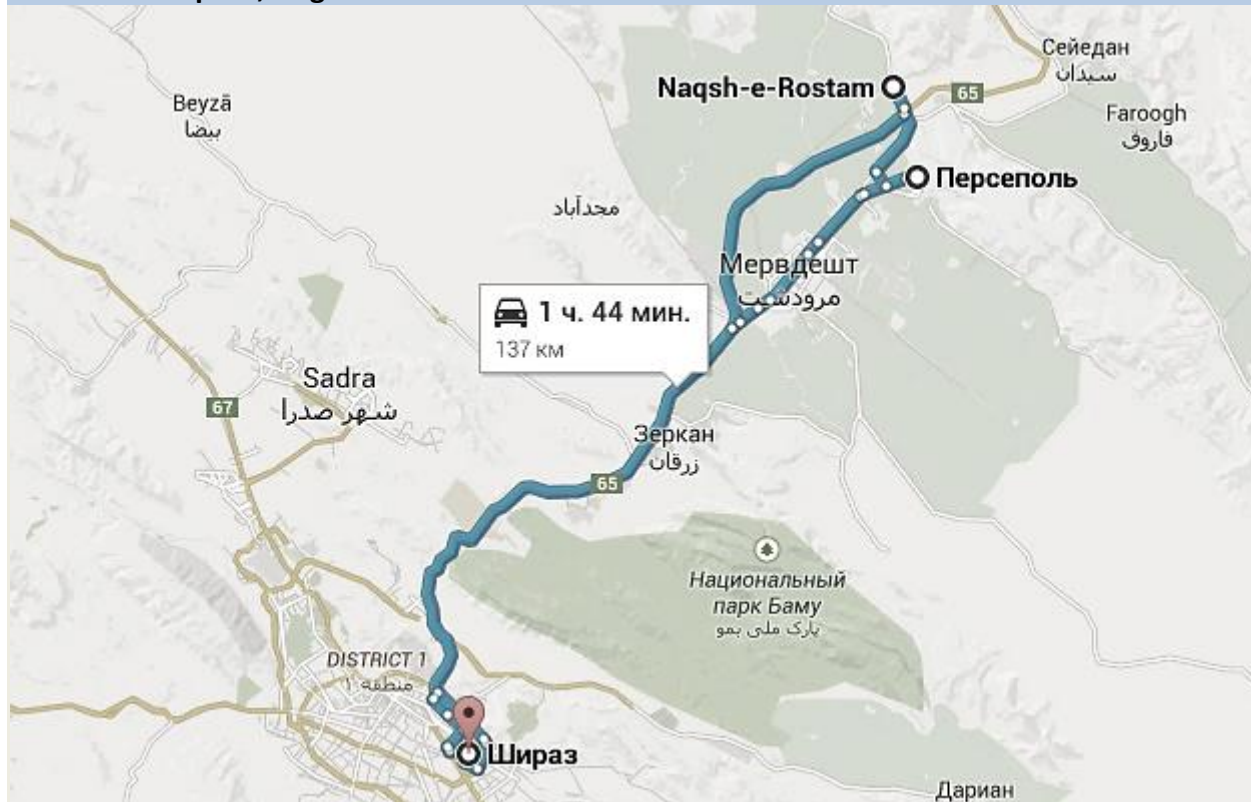 Сейедан
سیدان
Naqsh-e-Rostam
65
Beyzā
بیضا
Faroogh
فاروق
Персеполь
مجدآباد
Мервдешт
مرودشت
1 ч. 44 мин.
137 км
Sadra
شهر صدرا
67
Зеркан
زرقان
65
Национальный
парк Баму
پارک ملی بمو
DISTRICT 1
منطقه ۱
Шираз
Дариан